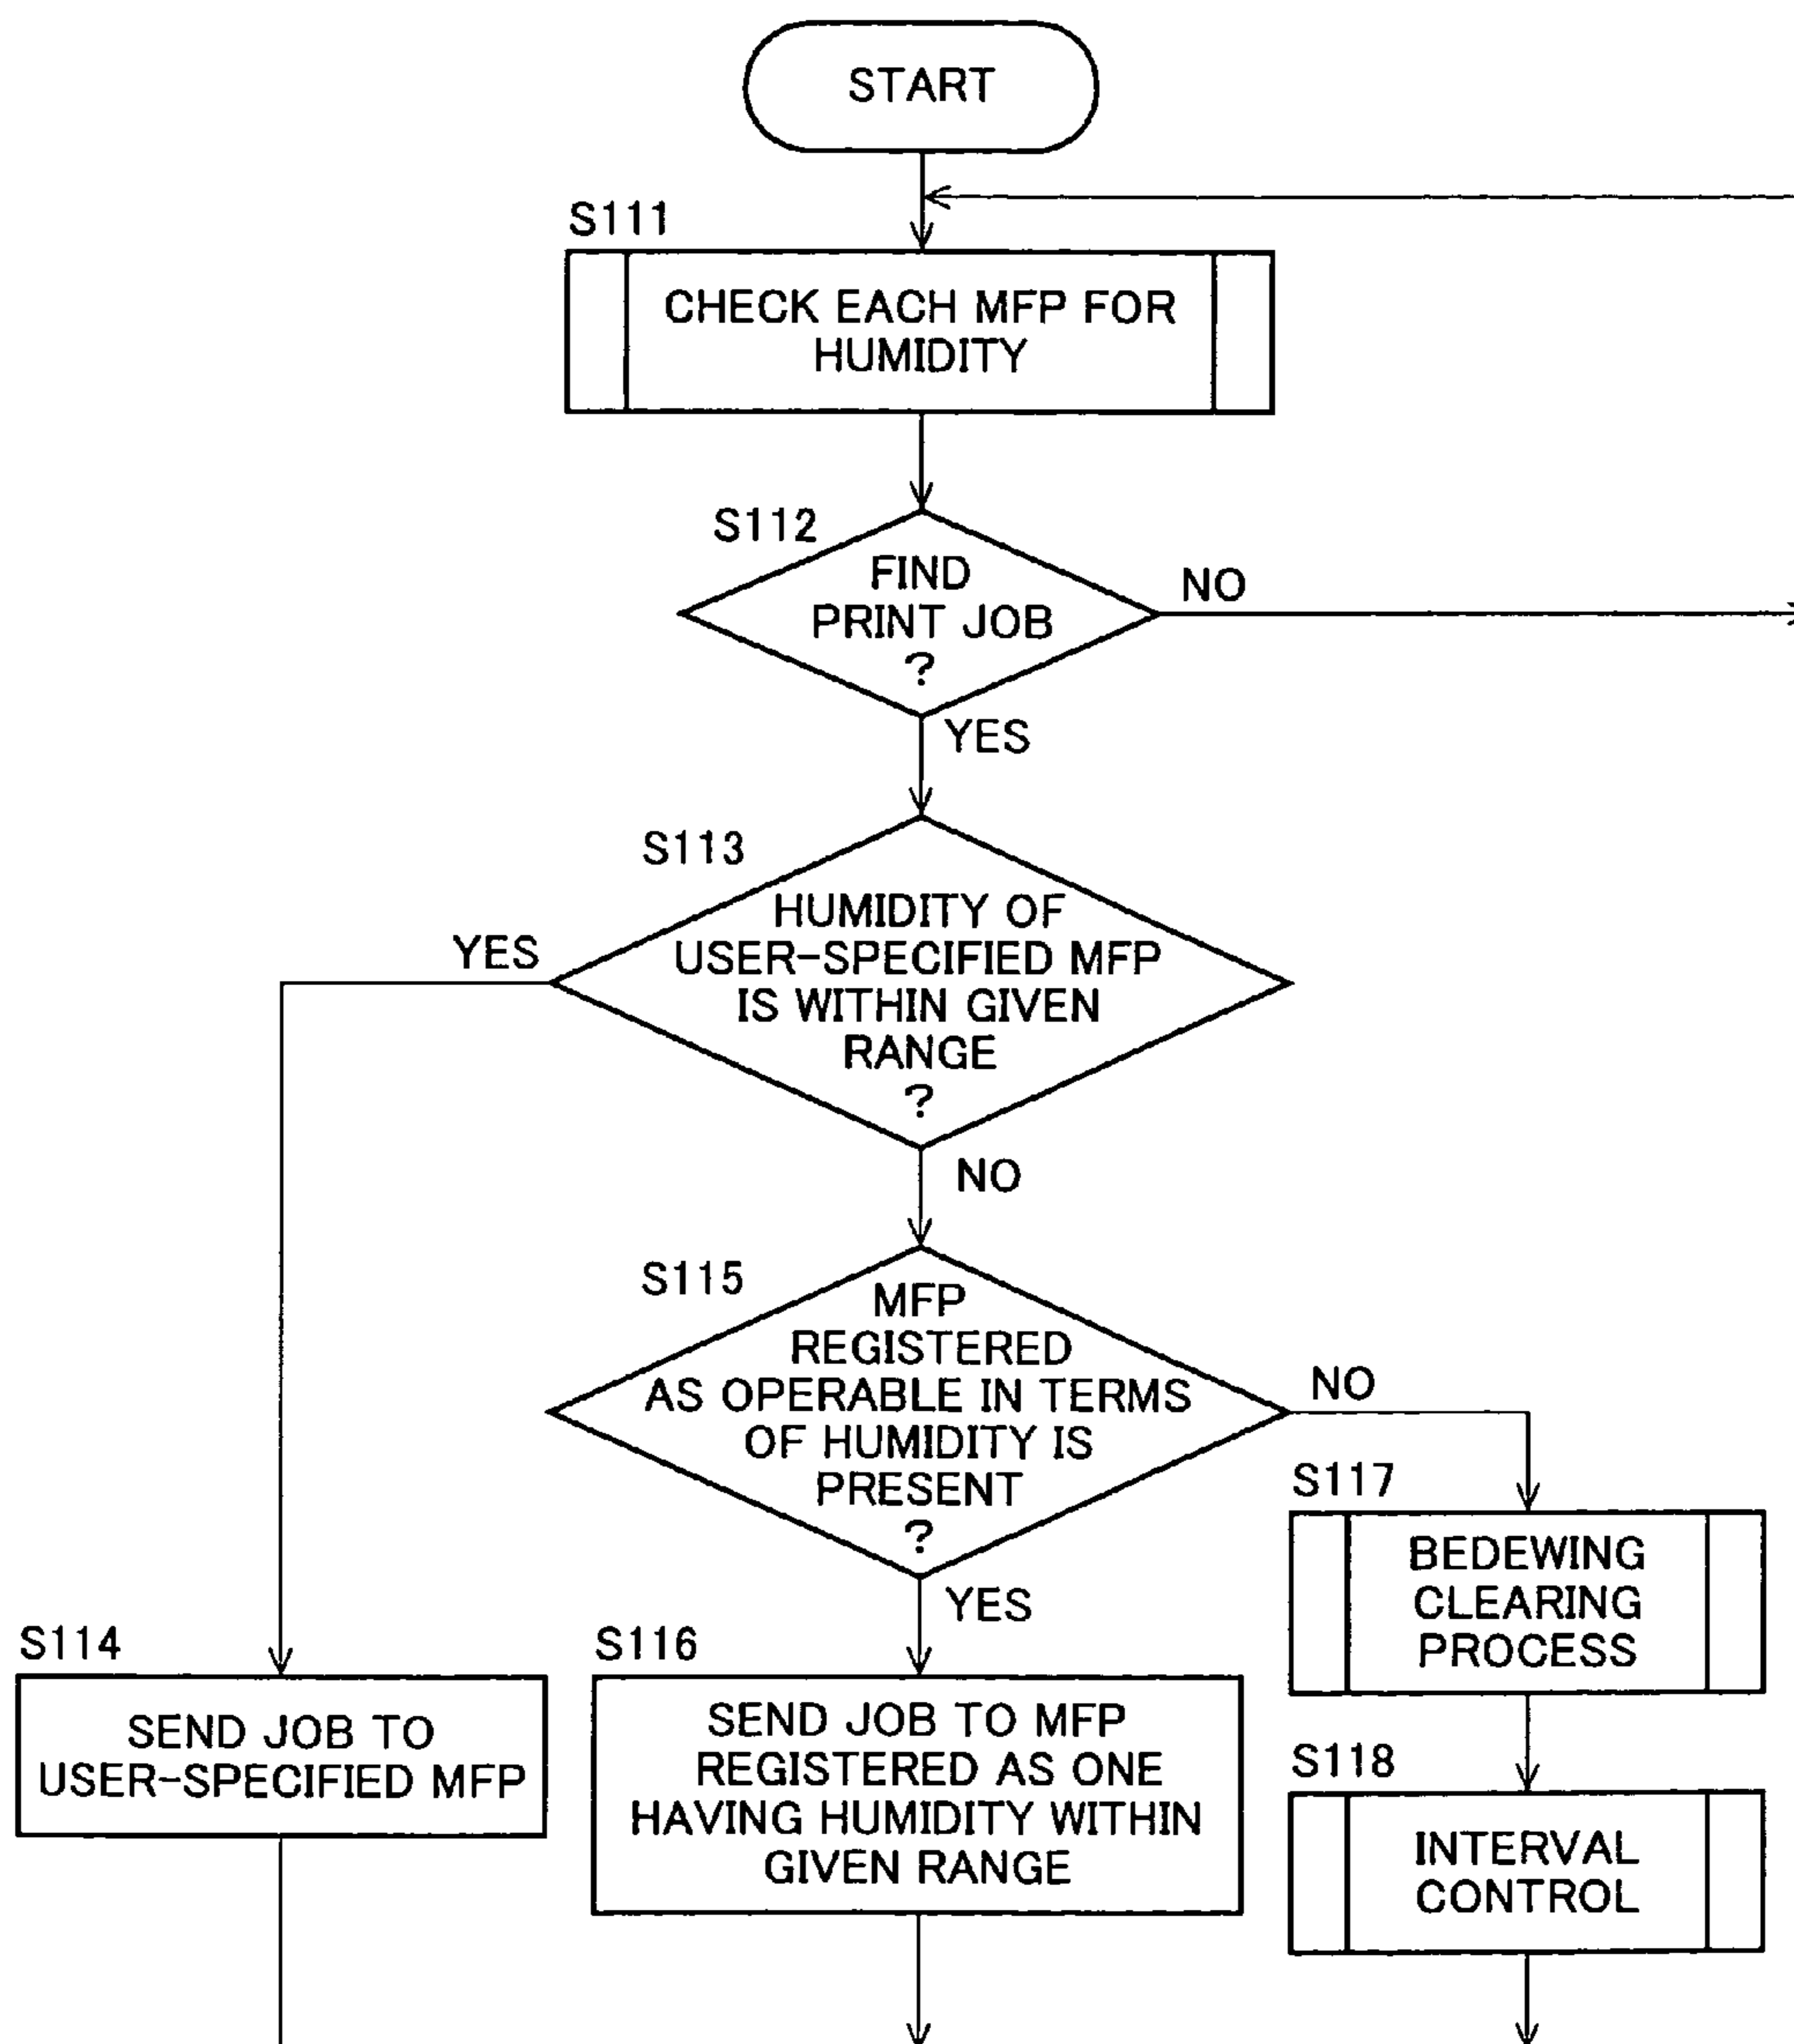 START
S111
CHECK EACH MFP FOR
HUMIDITY
S112
FIND
PRINT JOB
?
NO
YES
S113
HUMIDITY OF
USER-SPECIFIED MFP
IS WITHIN GIVEN
RANGE
?
YES
NO
S115
MFP
REGISTERED
AS OPERABLE IN TERMS
OF HUMIDITY IS
PRESENT
?
NO
YES
S117
BEDEWING
CLEARING
PROCESS
S114
SEND JOB TO
USER-SPECIFIED MFP
S116
SEND JOB TO MFP
REGISTERED AS ONE
HAVING HUMIDITY WITHIN
GIVEN RANGE
S118
INTERVAL
CONTROL